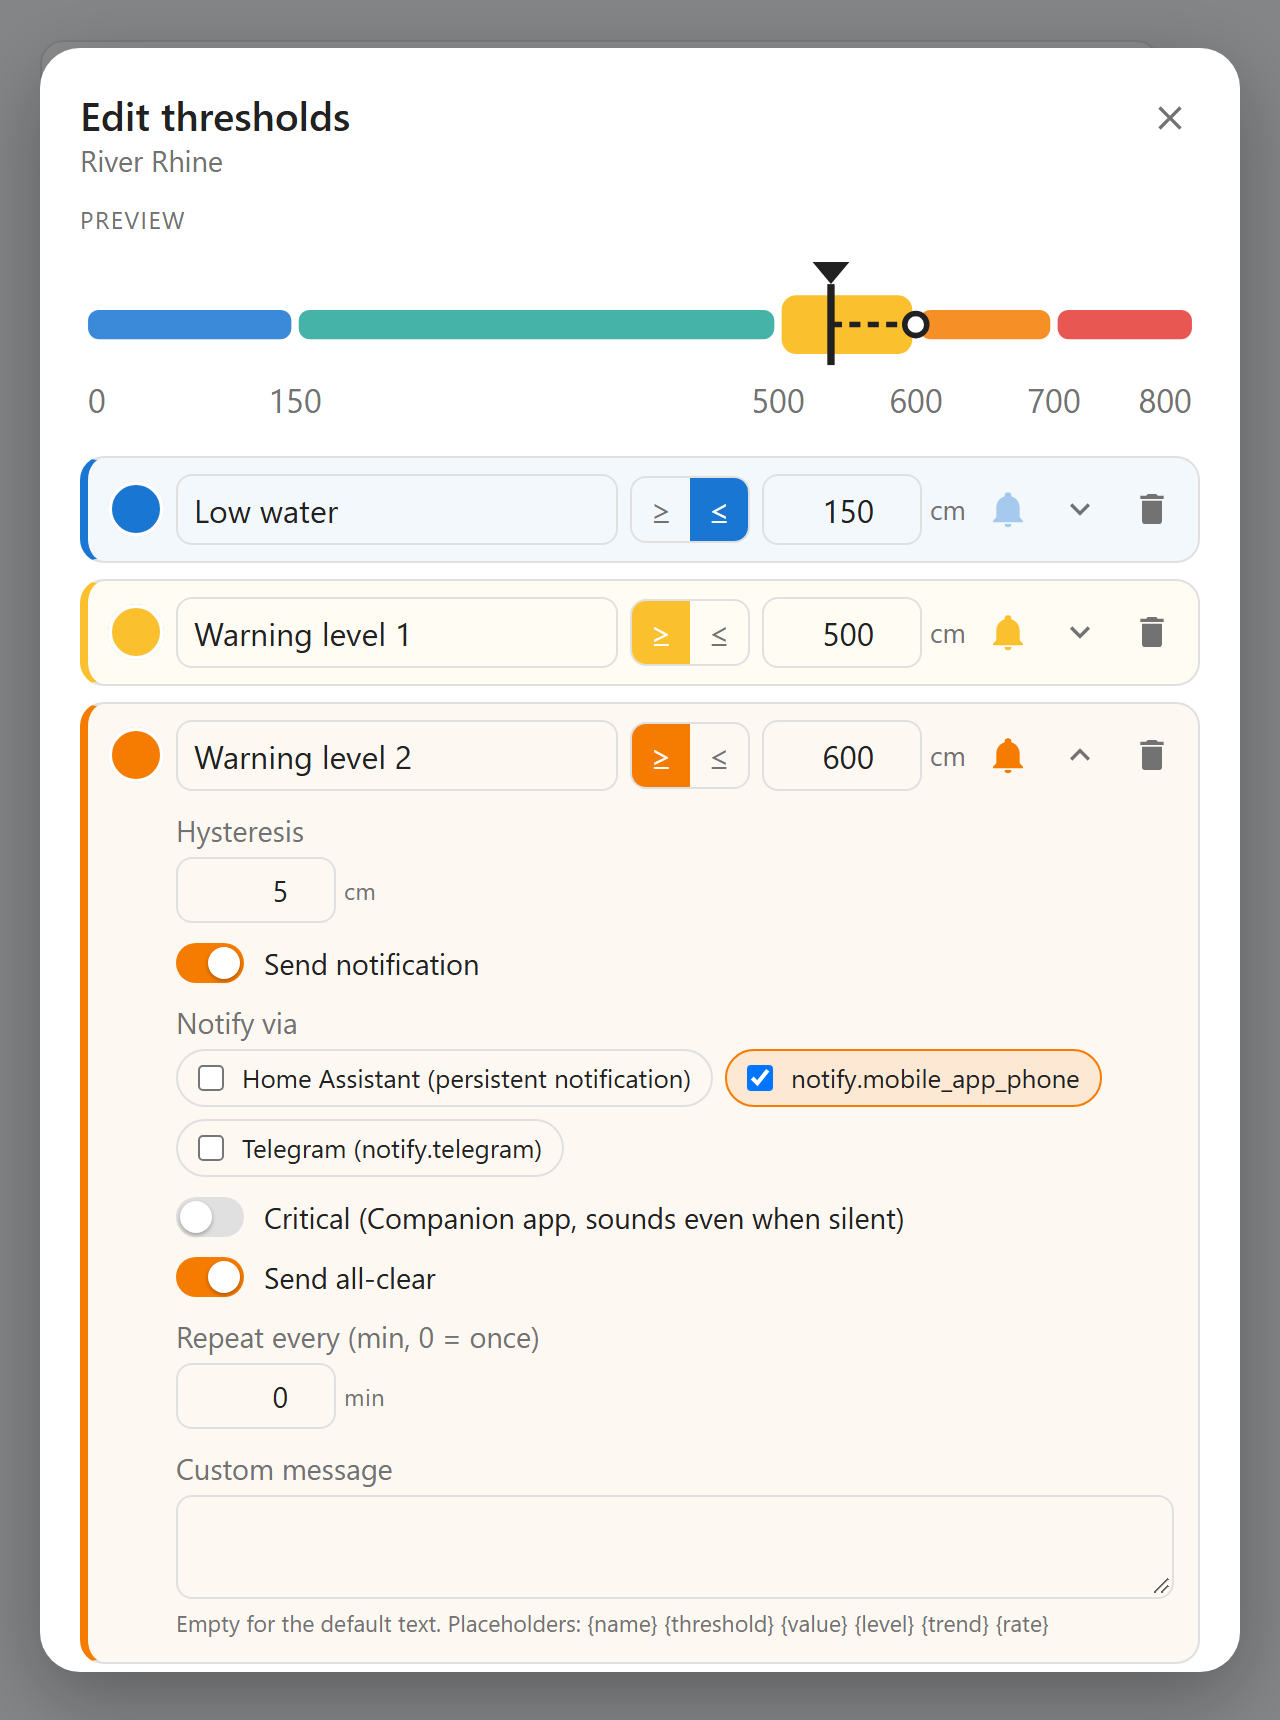 Edit thresholds
River Rhine
PREVIEW
0 150 500 600 700 800
Low water ≥ ≤ 150 cm
Warning level 1 ≥ ≤ 500 cm
Warning level 2 ≥ ≤ 600 cm
Hysteresis
5 cm
Send notification
Notify via
Home Assistant (persistent notification) notify.mobile_app_phone
Telegram (notify.telegram)
Critical (Companion app, sounds even when silent)
Send all-clear
Repeat every (min, 0 = once)
0 min
Custom message
Empty for the default text. Placeholders: {name} {threshold} {value} {level} {trend} {rate}